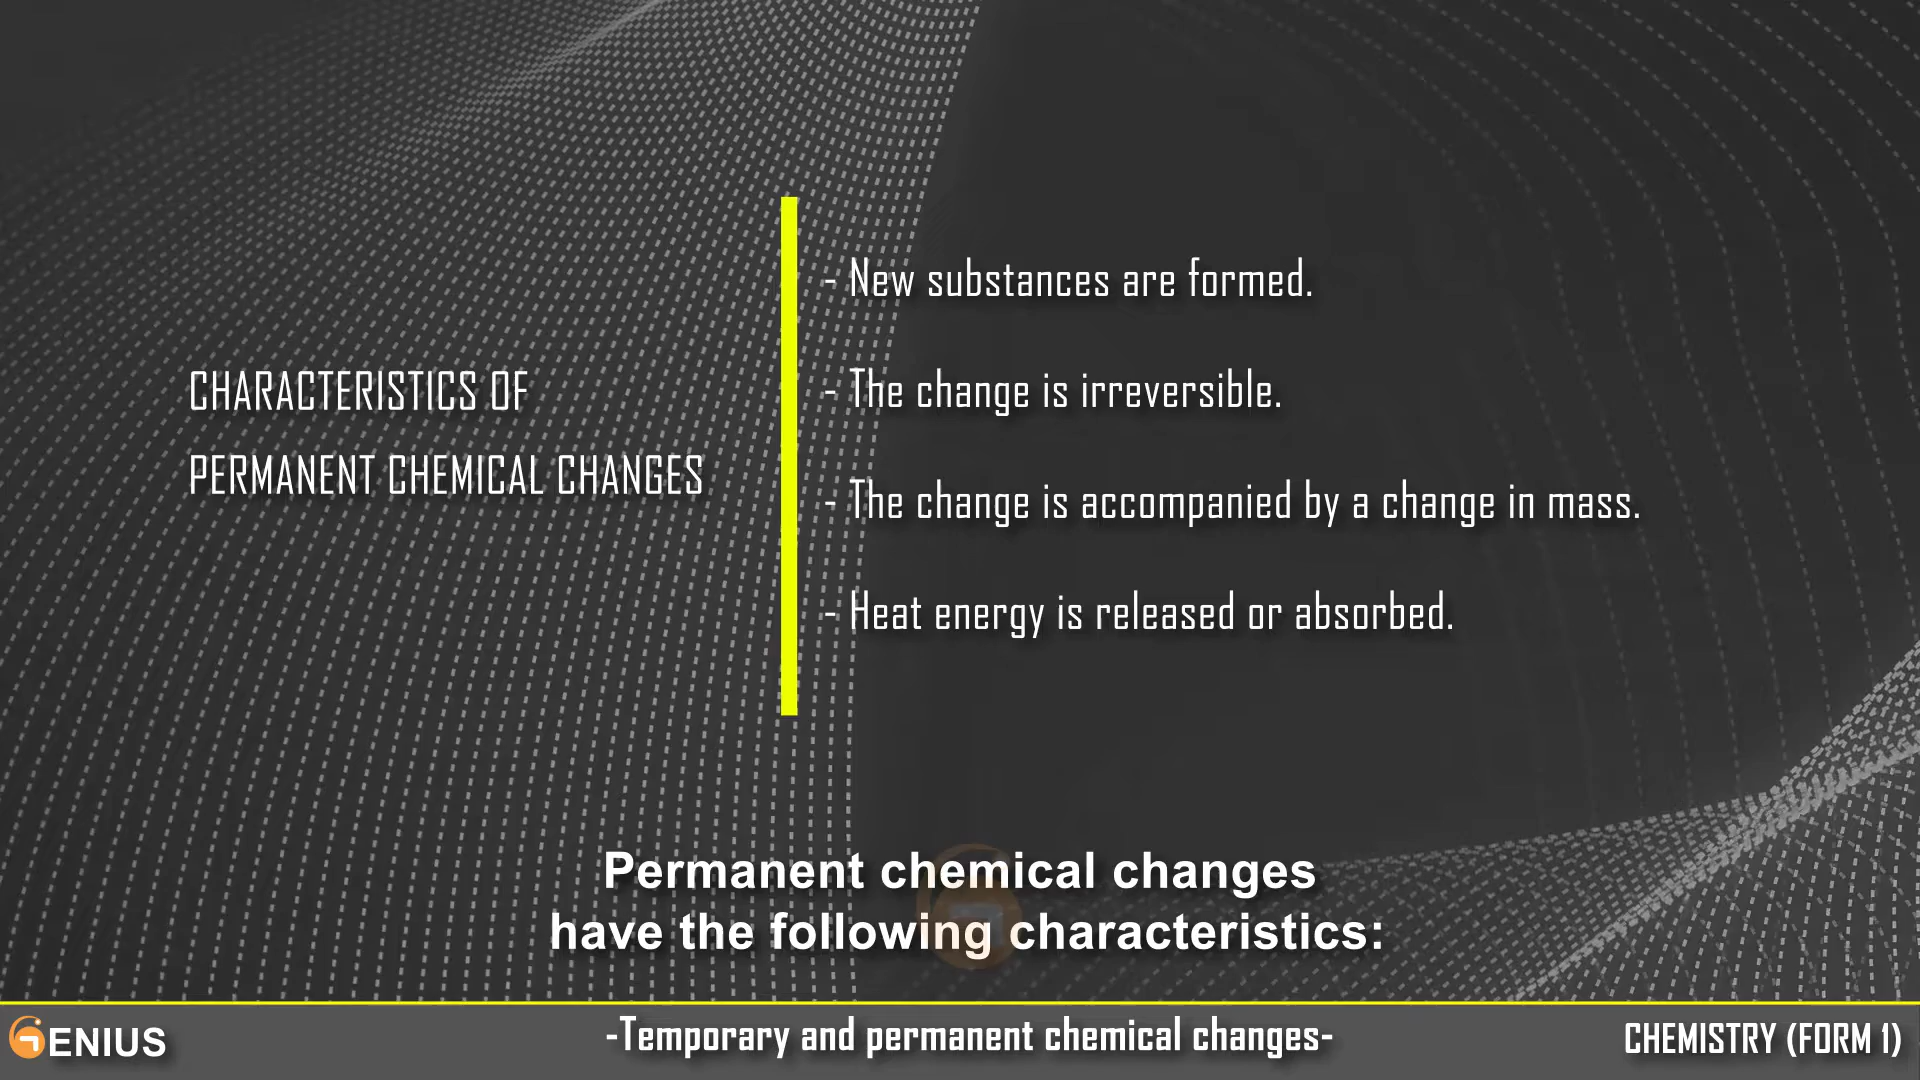 CHARACTERISTICS OF
PERMANENT CHEMICAL CHANGES
- New substances are formed.
- The change is irreversible.
- The change is accompanied by a change in mass.
- Heat energy is released or absorbed.
Permanent chemical changes
have the following characteristics:
GENIUS
-Temporary and permanent chemical changes-
CHEMISTRY (FORM 1)